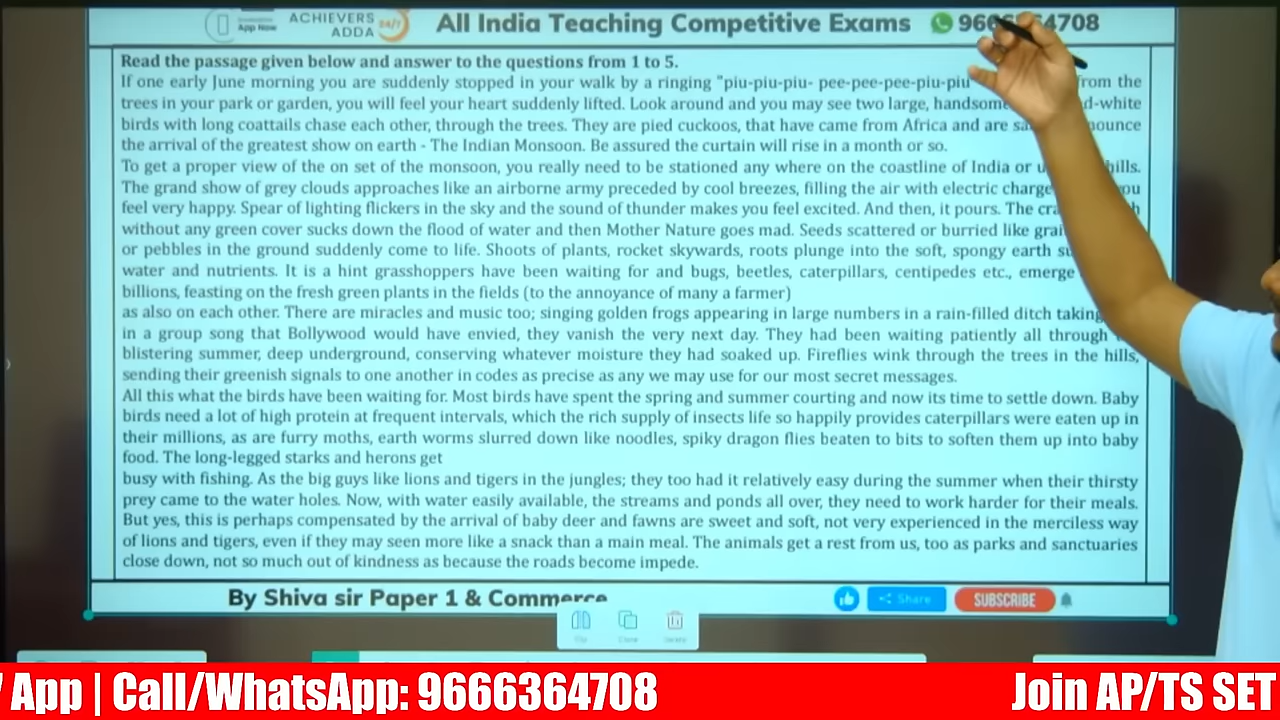 App Now
ACHIEVERS
ADDA
24/7
All India Teaching Competitive Exams
4708
Read the passage given below and answer to the questions from 1 to 5.
If one early June morning you are suddenly stopped in your walk by a ringing "piu-piu-piu- pee-pee-pee-piu-piu from the
trees in your park or garden, you will feel your heart suddenly lifted. Look around and you may see two large, handsome d-white
birds with long coattails chase each other, through the trees. They are pied cuckoos, that have came from Africa and are
the arrival of the greatest show on earth - The Indian Monsoon. Be assured the curtain will rise in a month or so.
To get a proper view of the on set of the monsoon, you really need to be stationed any where on the coastline of India or hills.
The grand show of grey clouds approaches like an airborne army preceded by cool breezes, filling the air with electric charge
feel very happy. Spear of lighting flickers in the sky and the sound of thunder makes you feel excited. And then, it pours. The
without any green cover sucks down the flood of water and then Mother Nature goes mad. Seeds scattered or burried like
or pebbles in the ground suddenly come to life. Shoots of plants, rocket skywards, roots plunge into the soft, spongy earth
water and nutrients. It is a hint grasshoppers have been waiting for and bugs, beetles, caterpillars, centipedes etc., emerge
billions, feasting on the fresh green plants in the fields (to the annoyance of many a farmer)
as also on each other. There are miracles and music too; singing golden frogs appearing in large numbers in a rain-filled ditch taking
in a group song that Bollywood would have envied, they vanish the very next day. They had been waiting patiently all through
blistering summer, deep underground, conserving whatever moisture they had soaked up. Fireflies wink through the trees in the hills,
sending their greenish signals to one another in codes as precise as any we may use for our most secret messages.
All this what the birds have been waiting for. Most birds have spent the spring and summer courting and now its time to settle down. Baby
birds need a lot of high protein at frequent intervals, which the rich supply of insects life so happily provides caterpillars were eaten up in
their millions, as are furry moths, earth worms slurred down like noodles, spiky dragon flies beaten to bits to soften them up into baby
food. The long-legged starks and herons get
busy with fishing. As the big guys like lions and tigers in the jungles; they too had it relatively easy during the summer when their thirsty
prey came to the water holes. Now, with water easily available, the streams and ponds all over, they need to work harder for their meals.
But yes, this is perhaps compensated by the arrival of baby deer and fawns are sweet and soft, not very experienced in the merciless way
of lions and tigers, even if they may seen more like a snack than a main meal. The animals get a rest from us, too as parks and sanctuaries
close down, not so much out of kindness as because the roads become impede.
By Shiva sir Paper 1 & Commerce
Share
SUBSCRIBE
App | Call/WhatsApp: 9666364708
Join AP/TS SET